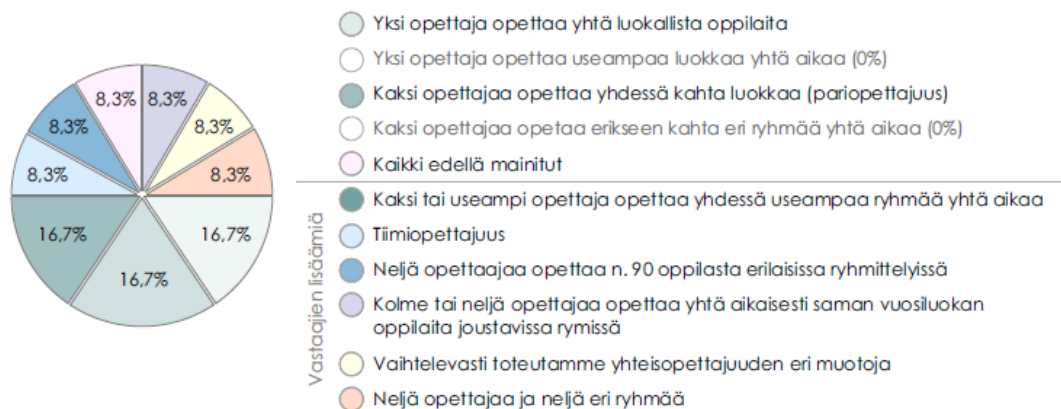 8,3%
8,3%
8,3%
8,3%
8,3%
8,3%
16,7%
16,7%
16,7%
Yksi opettaja opettaa yhtä luokallista oppilaita
Yksi opettaja opettaa useampaa luokkaa yhtä aikaa (0%)
Kaksi opettajaa opettaa yhdessä kahta luokkaa (pariopettajuus)
Kaksi opettajaa opetaa erikseen kahta eri ryhmää yhtä aikaa (0%)
Kaikki edellä mainitut
Vastaajien lisäämiä
Kaksi tai useampi opettaja opettaa yhdessä useampaa ryhmää yhtä aikaa
Tiimiopettajuus
Neljä opettaajaa opettaa n. 90 oppilasta erilaisissa ryhmittelyissä
Kolme tai neljä opettajaa opettaa yhtä aikaisesti saman vuosiluokan
oppilaita joustavissa rymissä
Vaihtelevasti toteutamme yhteisopettajuuden eri muotoja
Neljä opettajaa ja neljä eri ryhmää